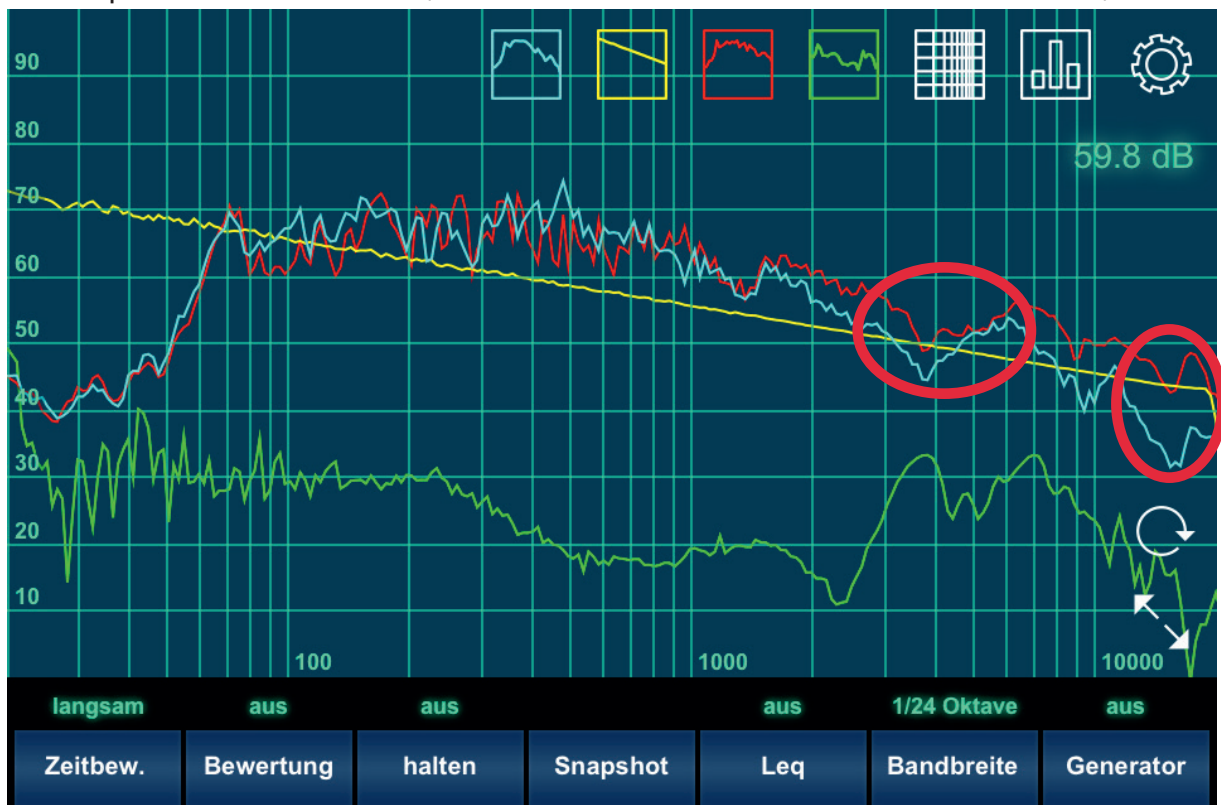 90
80
59.8 dB
70
60
50
40
30
20
10
100 1000 10000
langsam aus aus aus 1/24 Oktave aus
Zeitbew. Bewertung halten Snapshot Leq Bandbreite Generator